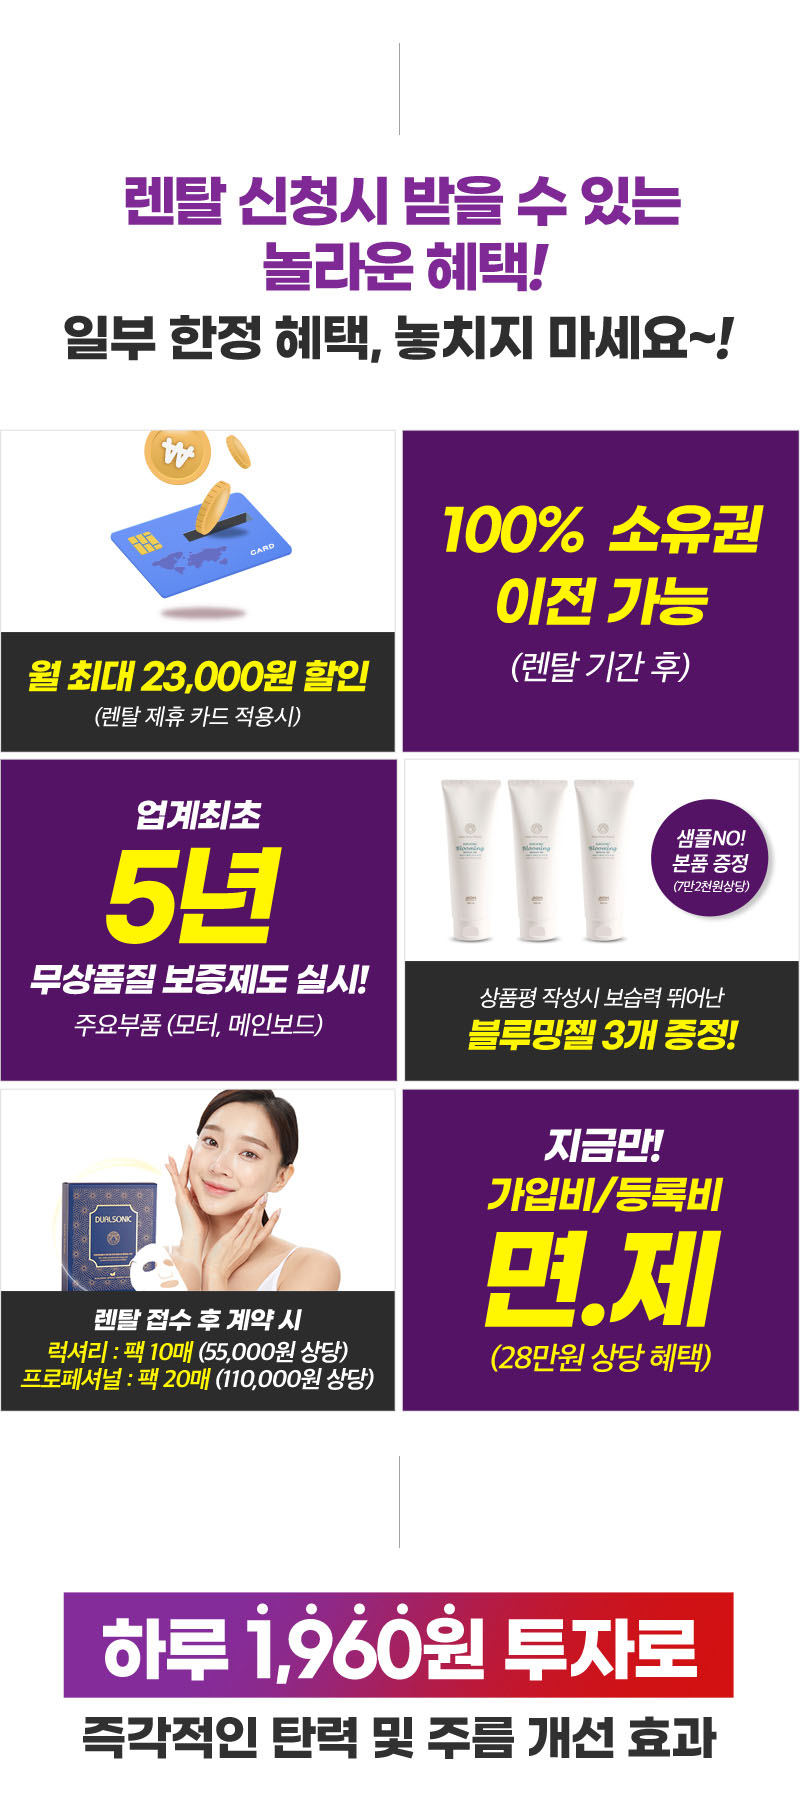 렌탈 신청시 받을 수 있는
놀라운 혜택!
일부 한정 혜택, 놓치지 마세요~!
CARD
월 최대 23,000원 할인
(렌탈 제휴 카드 적용시)
100% 소유권
이전 가능
(렌탈 기간 후)
업계최초
5년
무상품질 보증제도 실시!
주요부품 (모터, 메인보드)
Blooming
Blooming
Blooming
샘플NO!
본품 증정
(7만2천원상당)
상품평 작성시 보습력 뛰어난
블루밍젤 3개 증정!
DUALSONIC
렌탈 접수 후 계약 시
럭셔리 : 팩 10매 (55,000원 상당)
프로페셔널 : 팩 20매 (110,000원 상당)
지금만!
가입비/등록비
면.제
(28만원 상당 혜택)
하루 1,960원 투자로
즉각적인 탄력 및 주름 개선 효과